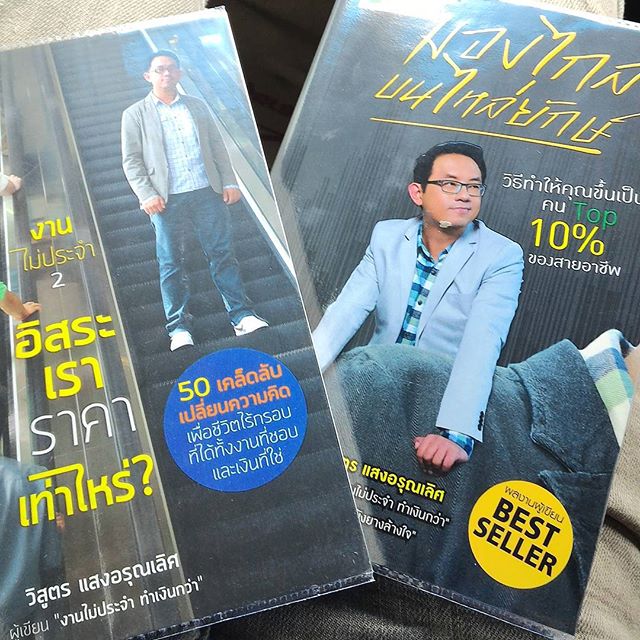 งาน
ไม่ประจำ
2
อิสระ
เรา
ราคา
เท่าไหร่?
50 เคล็ดลับ
เปลี่ยนความคิด
เพื่อชีวิตไร้กรอบ
ที่ได้ทั้งงานที่ชอบ
และเงินที่ใช่
วิสูตร แสงอรุณเลิศ
ผู้เขียน "งานไม่ประจำ ทำเงินกว่า"
มองไกล
บนไหล่ยักษ์
วิธีทำให้คุณขึ้นเป็น
คน Top
10%
ของสายอาชีพ
แสงอรุณเลิศ
ไม่ประจำ ทำเงินกว่า"
ผลงานผู้เขียน
BEST
SELLER